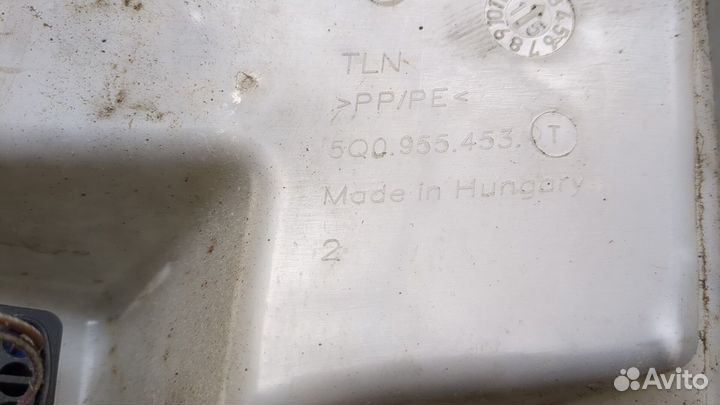 TLN
>PP/PE<
5Q0.955.453. T
Made in Hungary
2
Avito